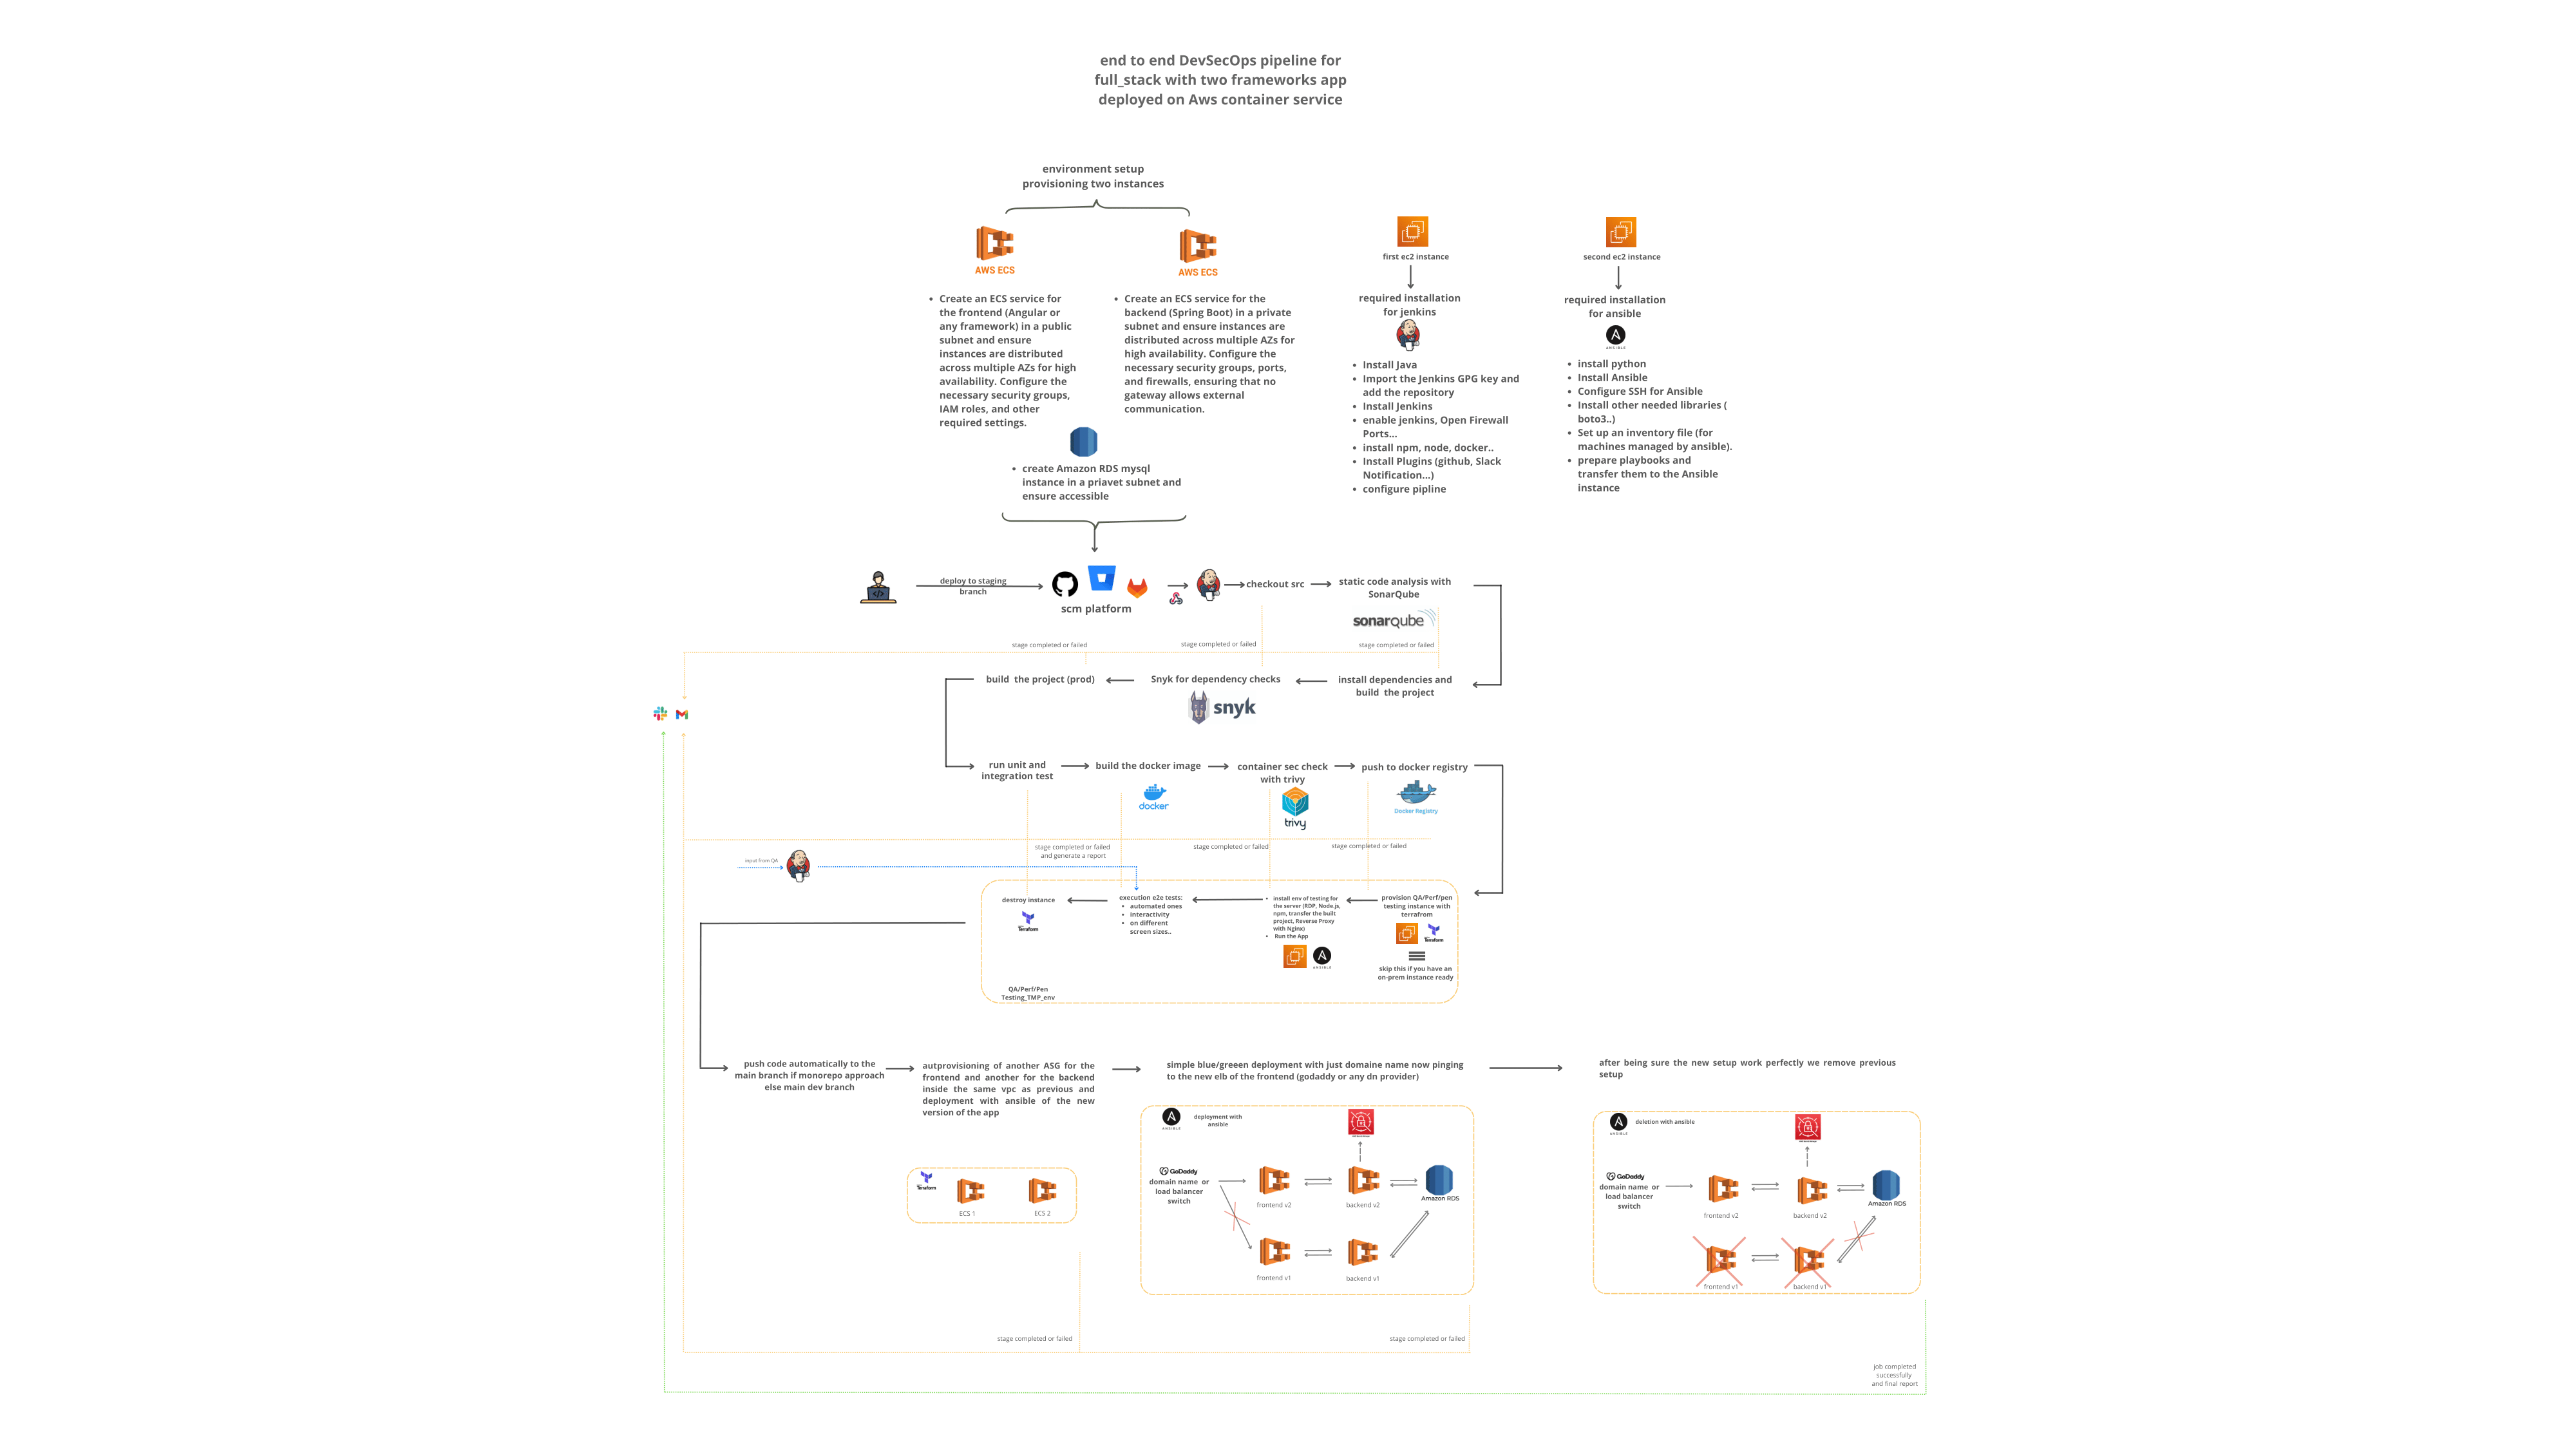 end to end DevSecOps pipeline for
full_stack with two frameworks app
deployed on Aws container service
environment setup
provisioning two instances
AWS ECS
AWS ECS
• Create an ECS service for
the frontend (Angular or
any framework) in a public
subnet and ensure
instances are distributed
across multiple AZs for high
availability. Configure the
necessary security groups,
IAM roles, and other
required settings.
• Create an ECS service for the
backend (Spring Boot) in a private
subnet and ensure instances are
distributed across multiple AZs for
high availability. Configure the
necessary security groups, ports,
and firewalls, ensuring that no
gateway allows external
communication.
• create Amazon RDS mysql
instance in a priavet subnet and
ensure accessible
first ec2 instance
required installation
for jenkins
• Install Java
• Import the Jenkins GPG key and
add the repository
• Install Jenkins
• enable jenkins, Open Firewall
Ports...
• install npm, node, docker..
• Install Plugins (github, Slack
Notification...)
• configure pipline
second ec2 instance
required installation
for ansible
ANSIBLE
• install python
• Install Ansible
• Configure SSH for Ansible
• Install other needed libraries (
boto3..)
• Set up an inventory file (for
machines managed by ansible).
• prepare playbooks and
transfer them to the Ansible
instance
deploy to staging
branch
scm platform
checkout src
static code analysis with
SonarQube
sonarqube
stage completed or failed
stage completed or failed
stage completed or failed
build the project (prod)
Snyk for dependency checks
snyk
install dependencies and
build the project
run unit and
integration test
build the docker image
docker
container sec check
with trivy
trivy
push to docker registry
Docker Registry
stage completed or failed
and generate a report
stage completed or failed
stage completed or failed
input from QA
destroy instance
Terraform
execution e2e tests:
• automated ones
• interactivity
• on different
screen sizes..
• install env of testing for
the server (RDP, Node.js,
npm, transfer the built
project, Reverse Proxy
with Nginx)
• Run the App
ANSIBLE
provision QA/Perf/pen
testing instance with
terrafrom
Terraform
skip this if you have an
on-prem instance ready
QA/Perf/Pen
Testing_TMP_env
push code automatically to the
main branch if monorepo approach
else main dev branch
autprovisioning of another ASG for the
frontend and another for the backend
inside the same vpc as previous and
deployment with ansible of the new
version of the app
simple blue/greeen deployment with just domaine name now pinging
to the new elb of the frontend (godaddy or any dn provider)
after being sure the new setup work perfectly we remove previous
setup
Terraform
ECS 1
ECS 2
ANSIBLE
deployment with
ansible
GoDaddy
domain name or
load balancer
switch
frontend v2
backend v2
Amazon RDS
frontend v1
backend v1
ANSIBLE
deletion with ansible
GoDaddy
domain name or
load balancer
switch
frontend v2
backend v2
Amazon RDS
frontend v1
backend v1
stage completed or failed
stage completed or failed
job completed
successfully
and final report